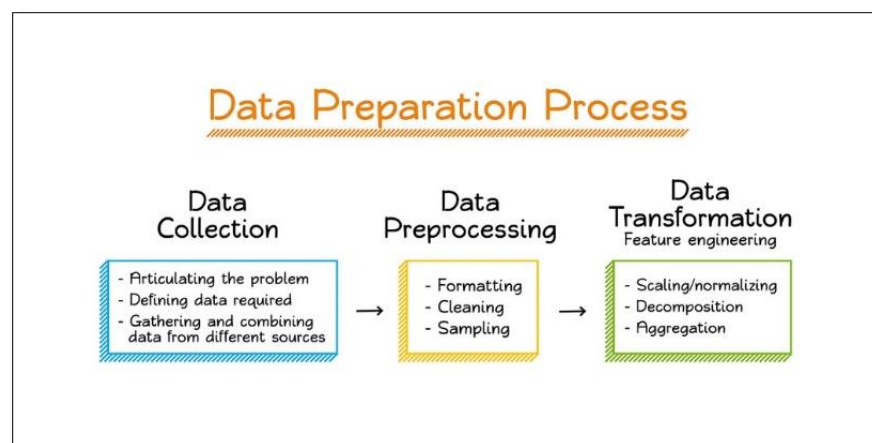 Data Preparation Process
Data
Collection
- Articulating the problem
- Defining data required
- Gathering and combining
data from different sources
Data
Preprocessing
- Formatting
- Cleaning
- Sampling
Data
Transformation
Feature engineering
- Scaling/normalizing
- Decomposition
- Aggregation